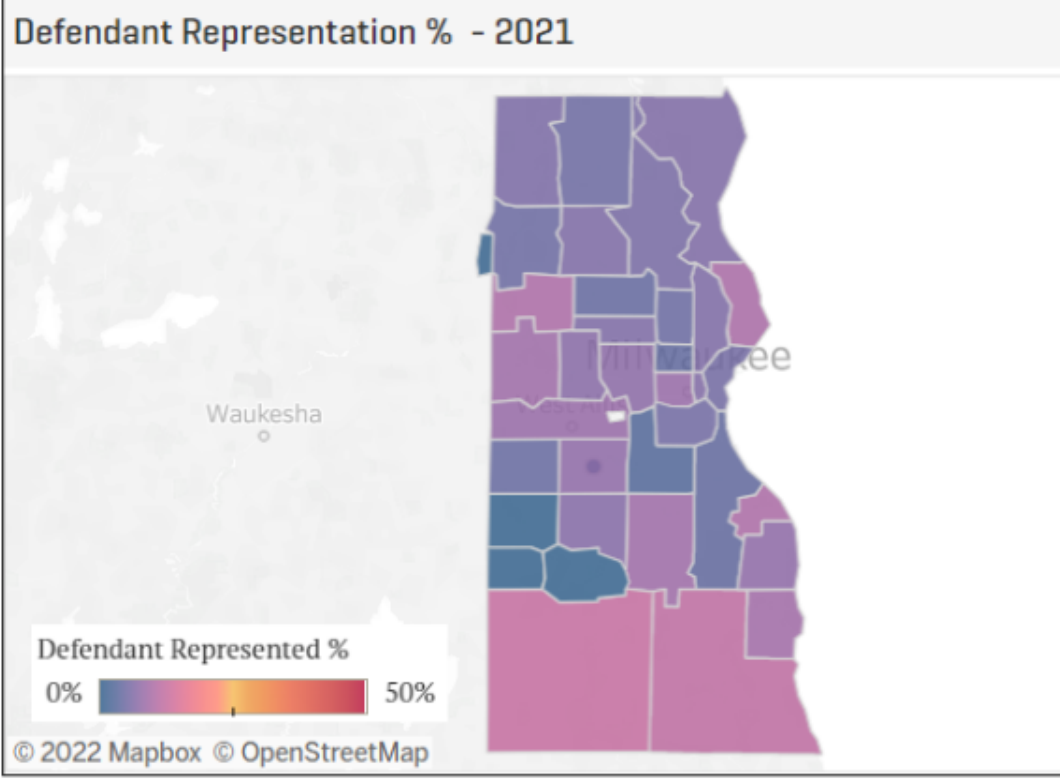 Defendant Representation % - 2021
Milwaukee
West Allis
Waukesha
Defendant Represented %
0% 50%
© 2022 Mapbox © OpenStreetMap